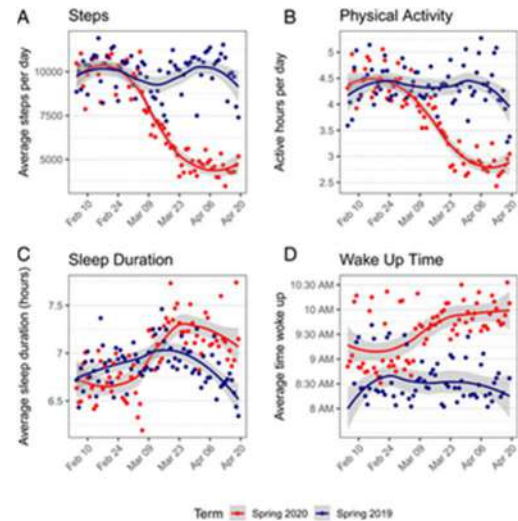 A Steps
Average steps per day
10000
7500
5000
Feb 10
Feb 24
Mar 09
Mar 23
Apr 06
Apr 20
B Physical Activity
Active hours per day
5
4.5
4
3.5
3
2.5
Feb 10
Feb 24
Mar 09
Mar 23
Apr 06
Apr 20
C Sleep Duration
Average sleep duration (hours)
7.5
7
6.5
Feb 10
Feb 24
Mar 09
Mar 23
Apr 06
Apr 20
D Wake Up Time
Average time woke up
10:30 AM
10 AM
9:30 AM
9 AM
8:30 AM
8 AM
Feb 10
Feb 24
Mar 09
Mar 23
Apr 06
Apr 20
Term Spring 2020 Spring 2019